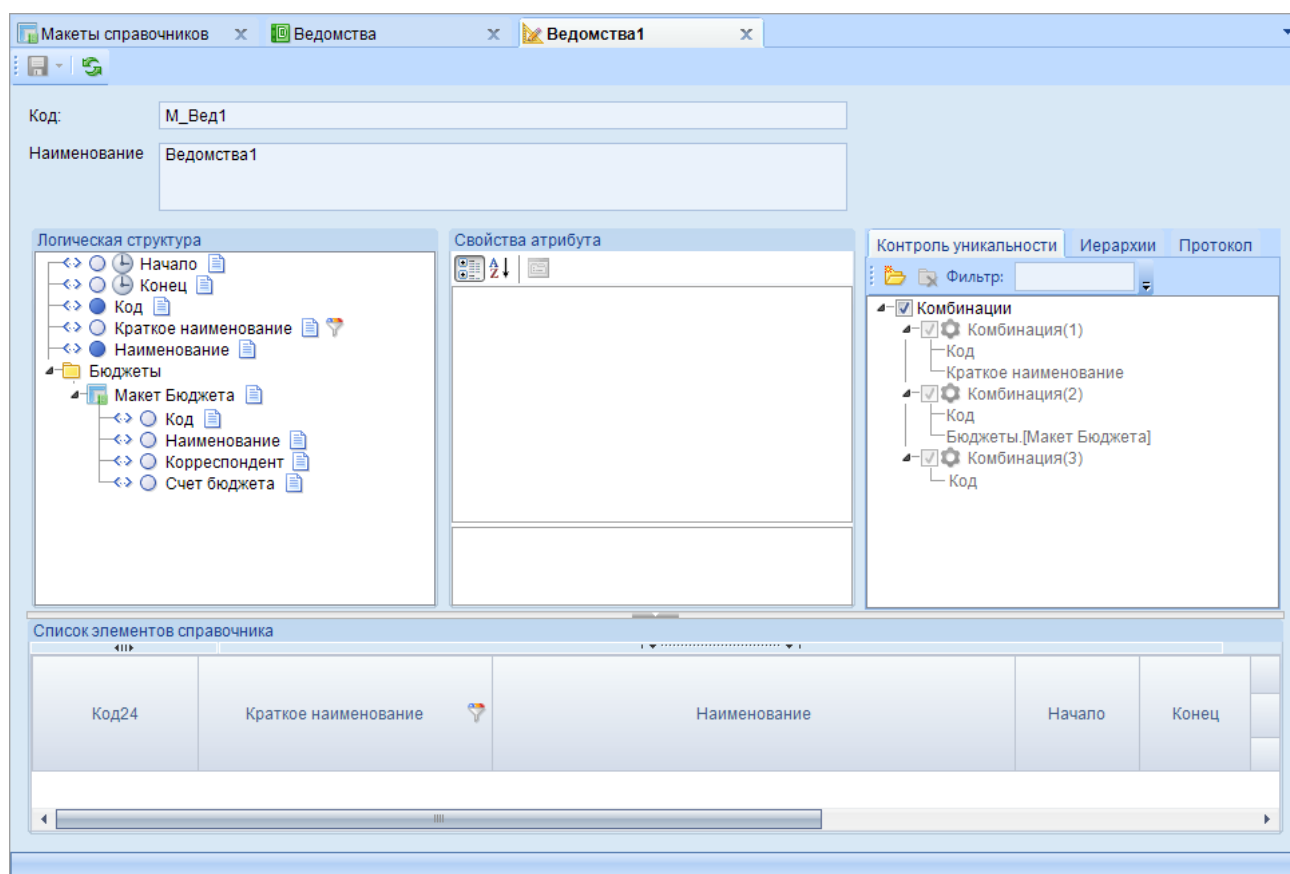 Макеты справочников
Ведомства
Ведомства1
Код:
М_Вед1
Наименование
Ведомства1
Логическая структура
Начало
Конец
Код
Краткое наименование
Наименование
Бюджеты
Макет Бюджета
Код
Наименование
Корреспондент
Счет бюджета
Свойства атрибута
Контроль уникальности Иерархии Протокол
Фильтр:
Комбинации
Комбинация(1)
Код
Краткое наименование
Комбинация(2)
Код
Бюджеты.[Макет Бюджета]
Комбинация(3)
Код
Список элементов справочника
Код24 Краткое наименование Наименование Начало Конец